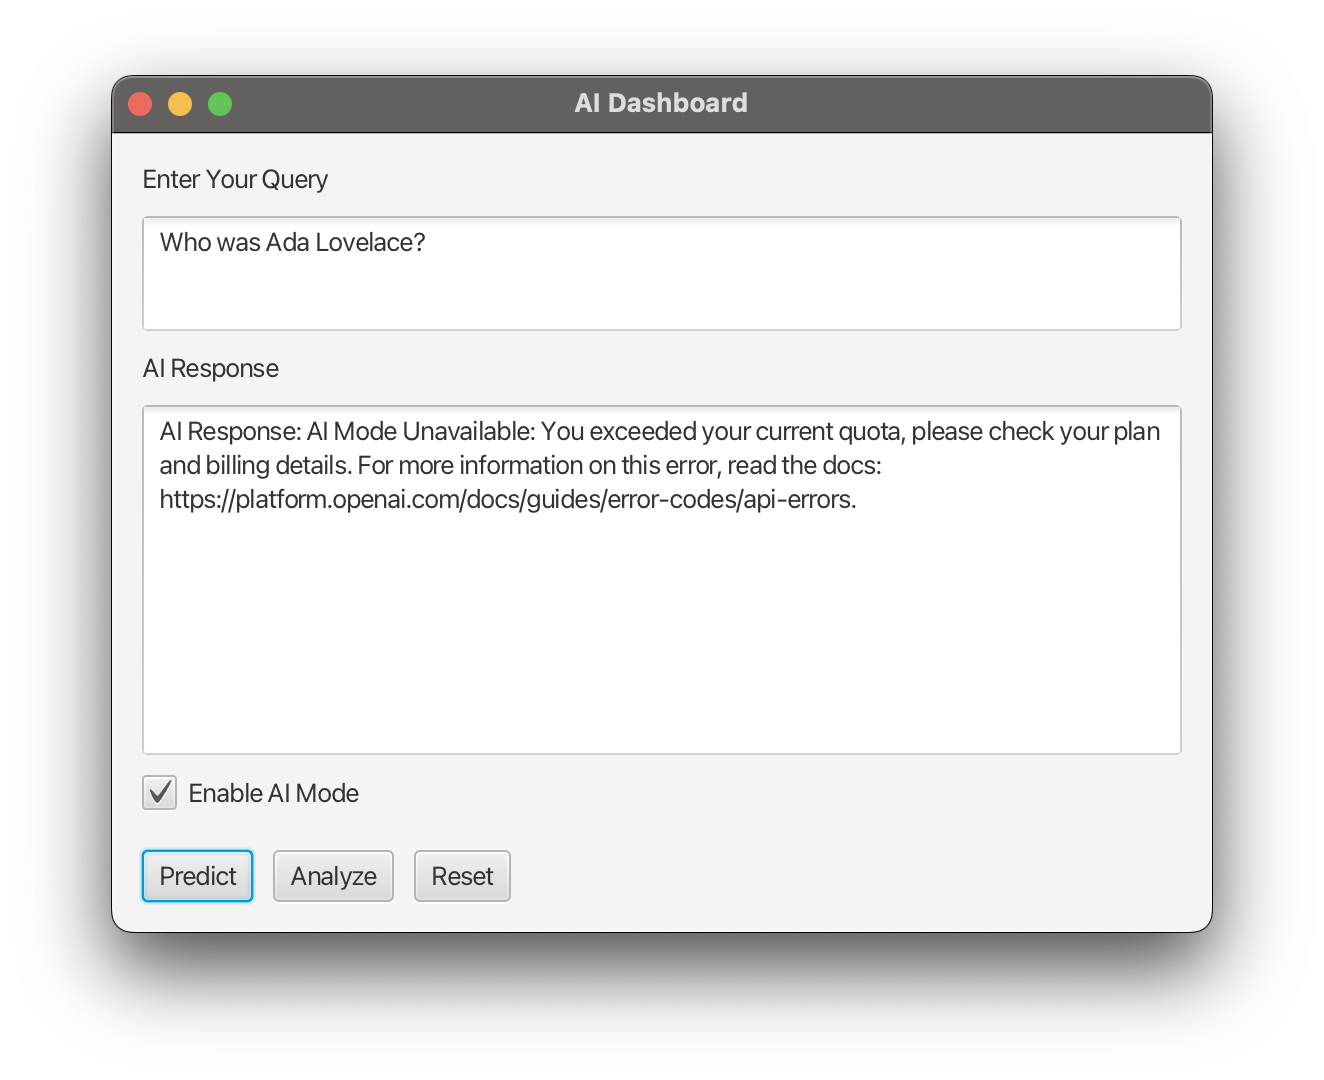 AI Dashboard
Enter Your Query
Who was Ada Lovelace?
AI Response
AI Response: AI Mode Unavailable: You exceeded your current quota, please check your plan
and billing details. For more information on this error, read the docs:
https://platform.openai.com/docs/guides/error-codes/api-errors.
Enable AI Mode
Predict Analyze Reset